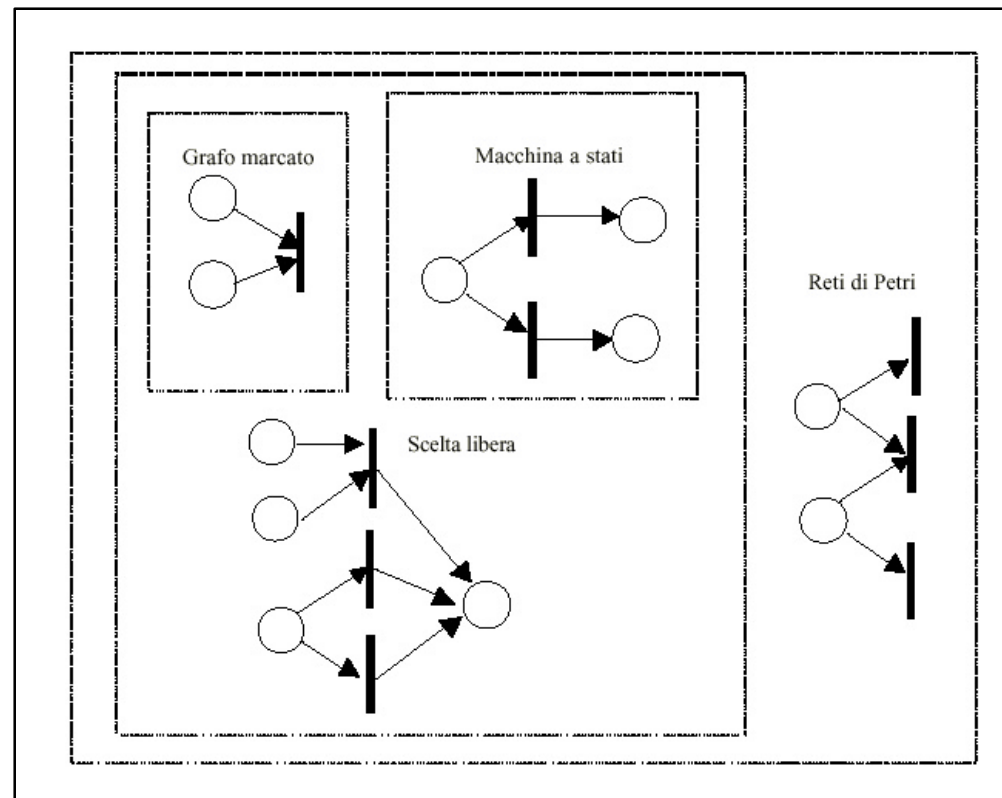 Grafo marcato
Macchina a stati
Reti di Petri
Scelta libera